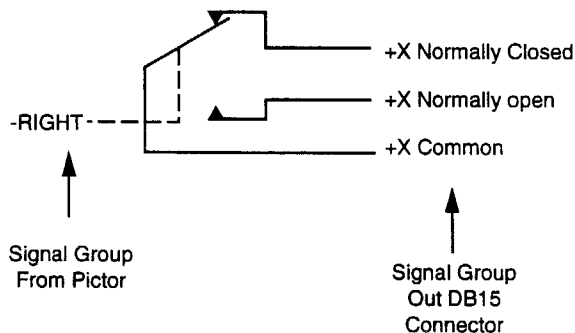 +X Normally Closed
+X Normally open
-RIGHT
+X Common
Signal Group
From Pictor
Signal Group
Out DB15
Connector